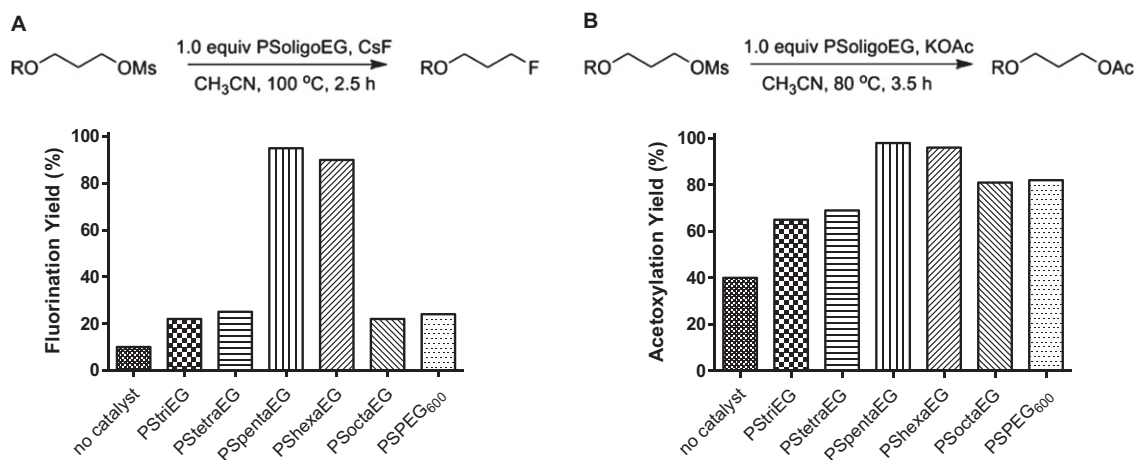 A
RO
OMs
1.0 equiv PSoligoEG, CsF
CH₃CN, 100 ºC, 2.5 h
RO
F
Fluorination Yield (%)
100
80
60
40
20
0
no catalyst
PStriEG
PStetraEG
PSpentaEG
PShexaEG
PSoctaEG
PSPEG₆₀₀
B
RO
OMs
1.0 equiv PSoligoEG, KOAc
CH₃CN, 80 ºC, 3.5 h
RO
OAc
Acetoxylation Yield (%)
100
80
60
40
20
0
no catalyst
PStriEG
PStetraEG
PSpentaEG
PShexaEG
PSoctaEG
PSPEG₆₀₀